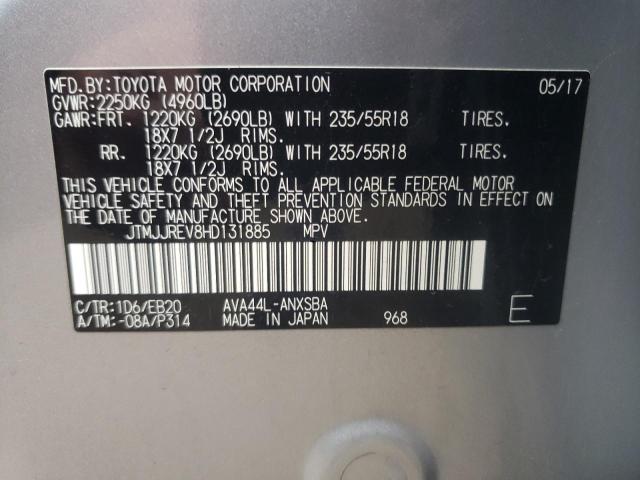 MFD.BY:TOYOTA MOTOR CORPORATION 05/17
GVWR:2250KG (4960LB)
GAWR:FRT. 1220KG (2690LB) WITH 235/55R18 TIRES.
18X7 1/2J RIMS.
RR. 1220KG (2690LB) WITH 235/55R18 TIRES.
18X7 1/2J RIMS.
THIS VEHICLE CONFORMS TO ALL APPLICABLE FEDERAL MOTOR
VEHICLE SAFETY AND THEFT PREVENTION STANDARDS IN EFFECT ON
THE DATE OF MANUFACTURE SHOWN ABOVE.
JTMJJREV8HD131885 MPV
C/TR:1D6/EB20 AVA44L-ANXSBA
A/TM:-08A/P314 MADE IN JAPAN 968 E